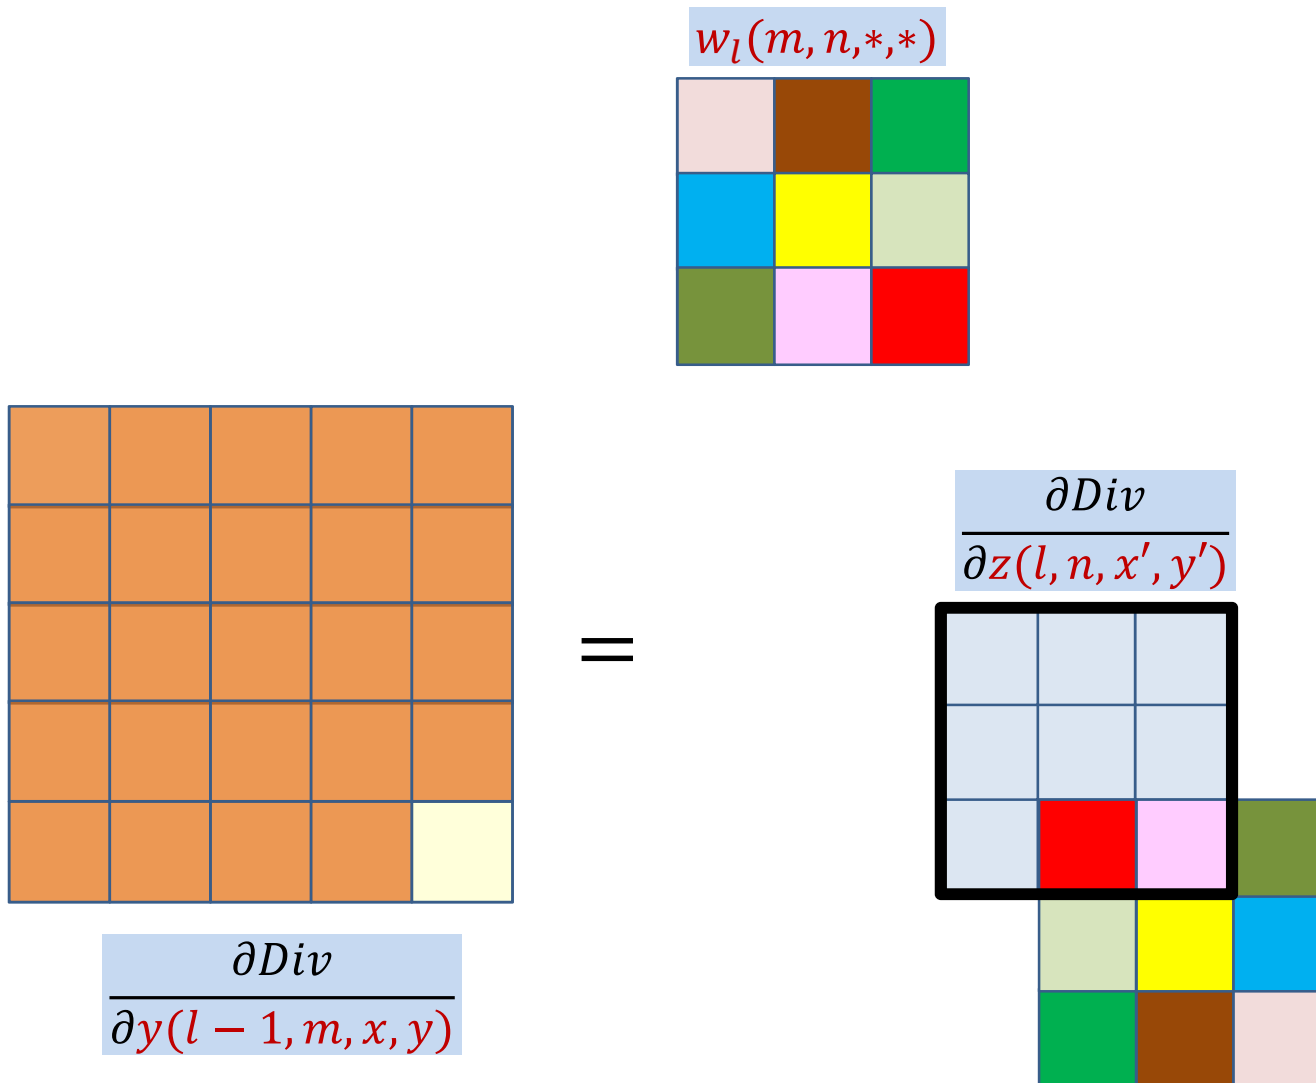 w_l(m, n,∗,∗)
∂Div
∂z(l, n, x′, y′)
=
∂Div
∂y(l − 1, m, x, y)